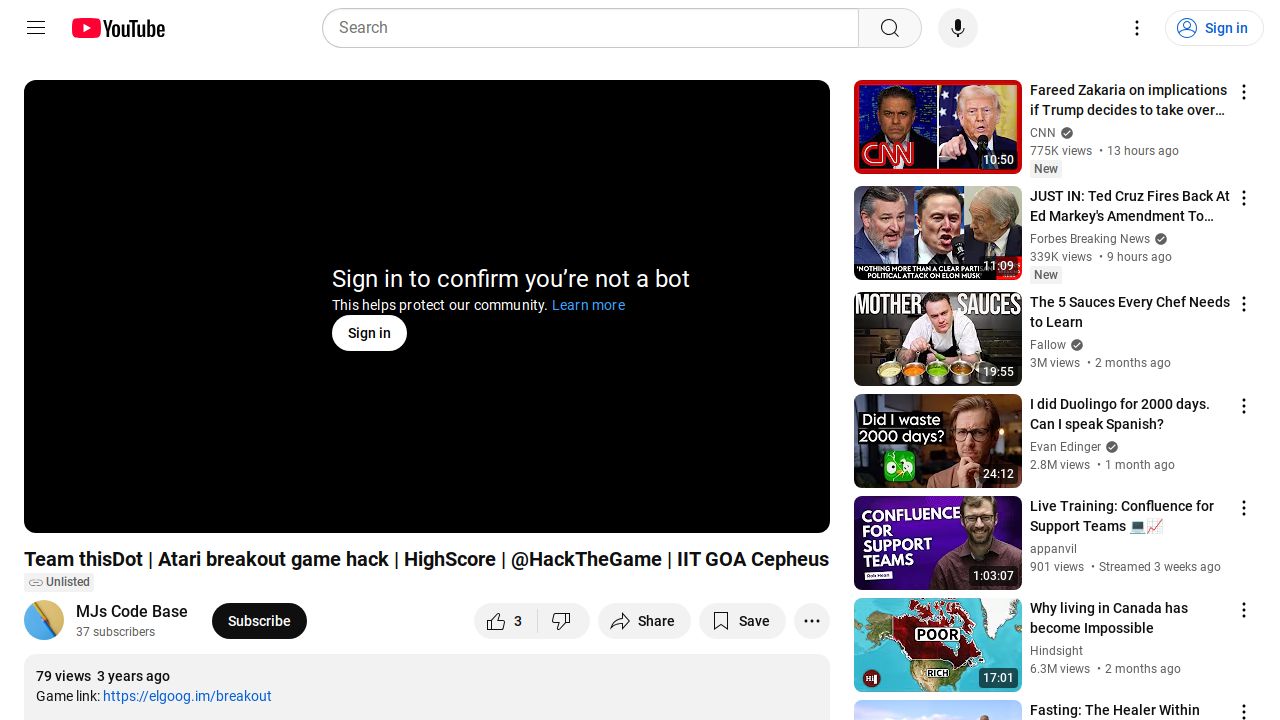 YouTube
Search
Sign in
Sign in to confirm you’re not a bot
This helps protect our community. Learn more
Sign in
Team thisDot | Atari breakout game hack | HighScore | @HackTheGame | IIT GOA Cepheus
Unlisted
MJs Code Base
37 subscribers
Subscribe
3
Share
Save
79 views 3 years ago
Game link: https://elgoog.im/breakout
CNN
10:50
Fareed Zakaria on implications
if Trump decides to take over…
CNN
775K views • 13 hours ago
New
'NOTHING MORE THAN A CLEAR PARTISAN
POLITICAL ATTACK ON ELON MUSK'
11:09
JUST IN: Ted Cruz Fires Back At
Ed Markey's Amendment To…
Forbes Breaking News
339K views • 9 hours ago
New
MOTHER SAUCES
19:55
The 5 Sauces Every Chef Needs
to Learn
Fallow
3M views • 2 months ago
Did I waste
2000 days?
24:12
I did Duolingo for 2000 days.
Can I speak Spanish?
Evan Edinger
2.8M views • 1 month ago
CONFLUENCE
FOR
SUPPORT
TEAMS
1:03:07
Live Training: Confluence for
Support Teams 💻📈
appanvil
901 views • Streamed 3 weeks ago
POOR
RICH
17:01
Why living in Canada has
become Impossible
Hindsight
6.3M views • 2 months ago
Fasting: The Healer Within